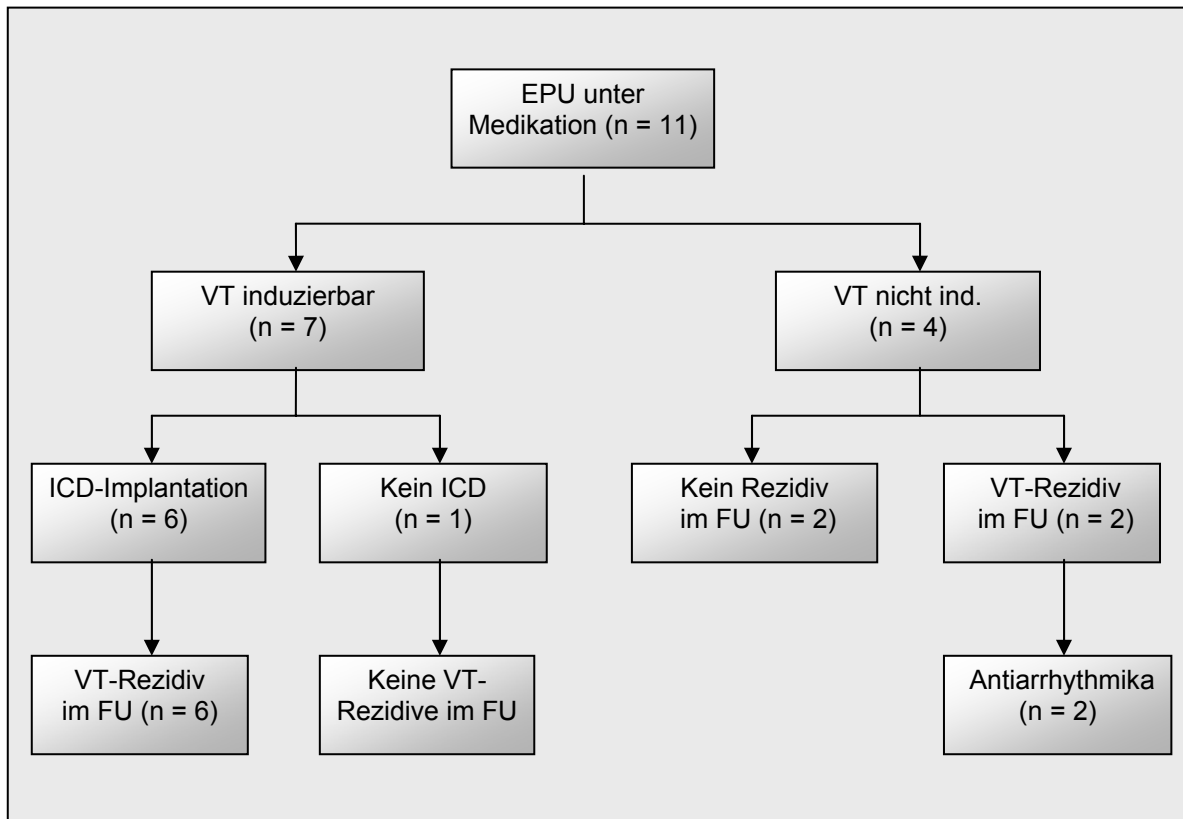 EPU unter
Medikation (n = 11)
VT induzierbar
(n = 7)
VT nicht ind.
(n = 4)
ICD-Implantation
(n = 6)
Kein ICD
(n = 1)
Kein Rezidiv
im FU (n = 2)
VT-Rezidiv
im FU (n = 2)
VT-Rezidiv
im FU (n = 6)
Keine VT-
Rezidive im FU
Antiarrhythmika
(n = 2)